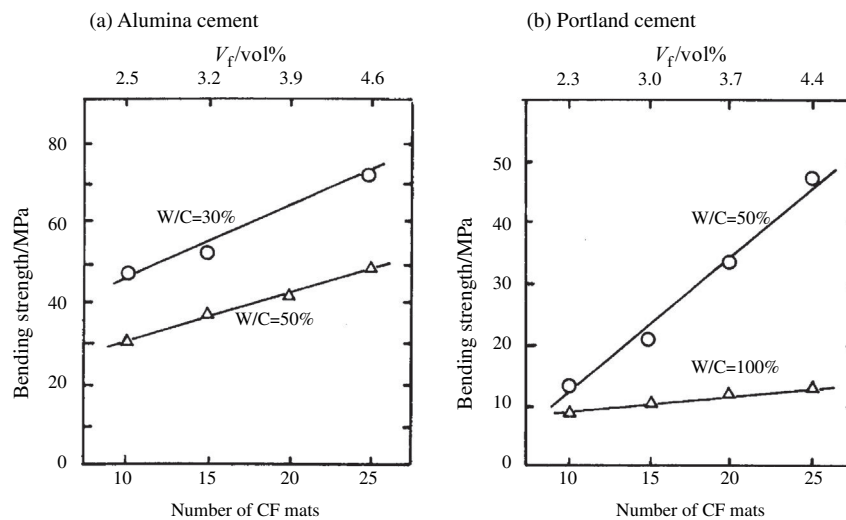 (a) Alumina cement
V_f/vol%
2.5 3.2 3.9 4.6
80
60
40
20
0
Bending strength/MPa
W/C=30%
W/C=50%
10 15 20 25
Number of CF mats
(b) Portland cement
V_f/vol%
2.3 3.0 3.7 4.4
50
40
30
20
10
0
Bending strength/MPa
W/C=50%
W/C=100%
10 15 20 25
Number of CF mats